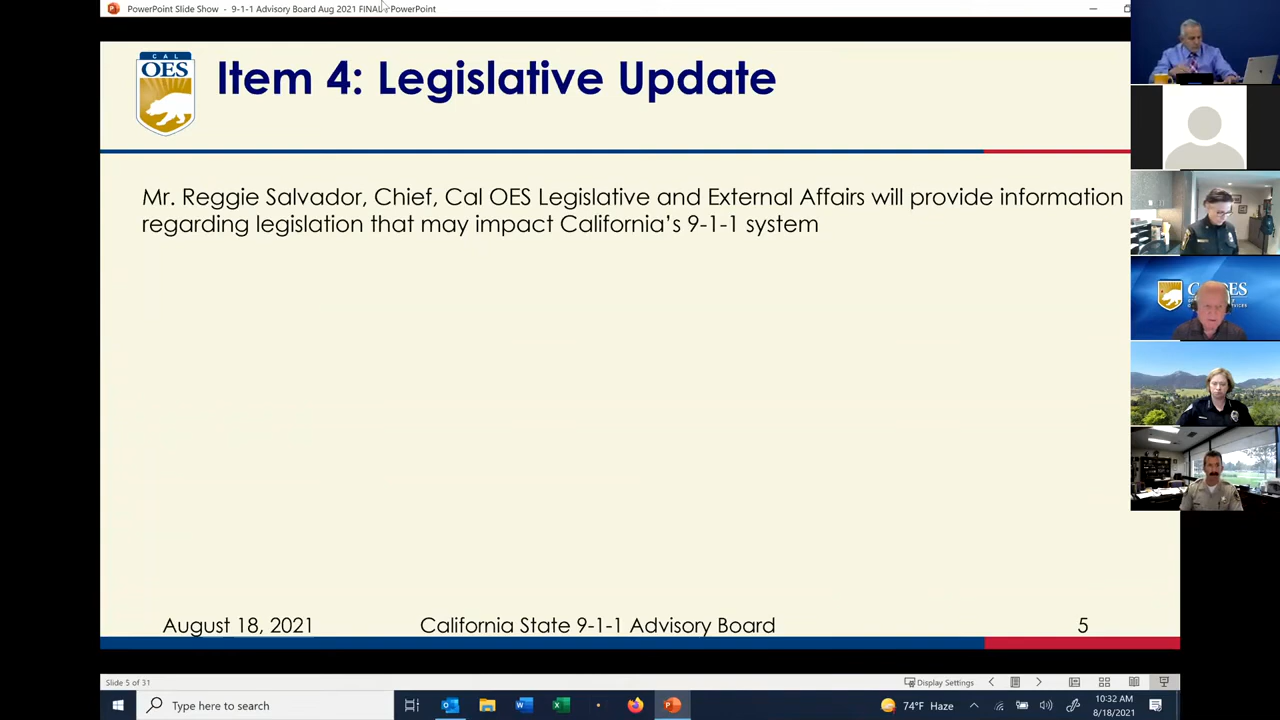 PowerPoint Slide Show - 9-1-1 Advisory Board Aug 2021 FINAL - PowerPoint
CAL
OES
Item 4: Legislative Update
Mr. Reggie Salvador, Chief, Cal OES Legislative and External Affairs will provide information
regarding legislation that may impact California’s 9-1-1 system
August 18, 2021
California State 9-1-1 Advisory Board
5
Slide 5 of 31
Display Settings
Type here to search
74°F Haze
10:32 AM
8/18/2021